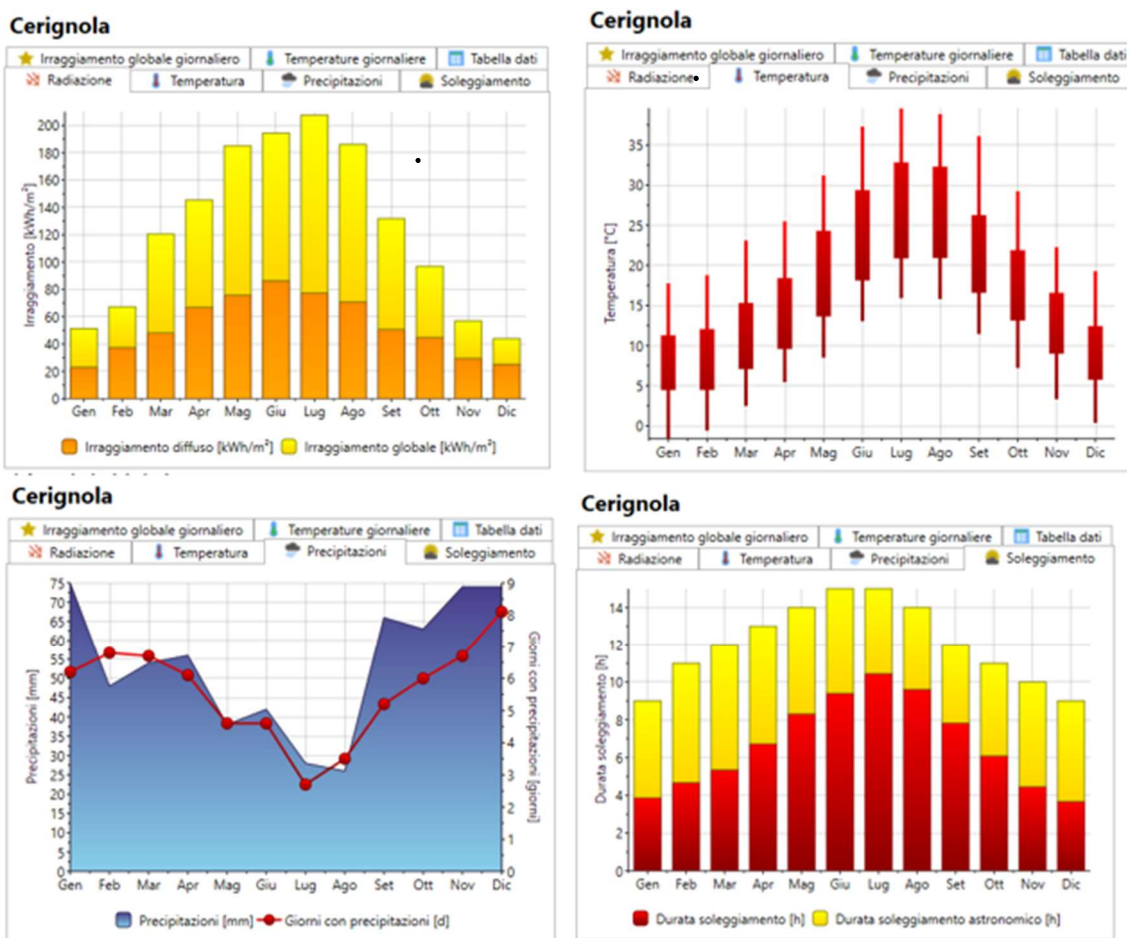 Cerignola
Irraggiamento globale giornaliero Temperature giornaliere Tabella dati
Radiazione Temperatura Precipitazioni Soleggiamento
Irraggiamento [kWh/m²]
200
180
160
140
120
100
80
60
40
20
0
Gen Feb Mar Apr Mag Giu Lug Ago Set Ott Nov Dic
Irraggiamento diffuso [kWh/m²] Irraggiamento globale [kWh/m²]
Cerignola
Irraggiamento globale giornaliero Temperature giornaliere Tabella dati
Radiazione Temperatura Precipitazioni Soleggiamento
Temperatura [°C]
35
30
25
20
15
10
5
0
Gen Feb Mar Apr Mag Giu Lug Ago Set Ott Nov Dic
Cerignola
Irraggiamento globale giornaliero Temperature giornaliere Tabella dati
Radiazione Temperatura Precipitazioni Soleggiamento
Precipitazioni [mm]
75
70
65
60
55
50
45
40
35
30
25
20
15
10
5
0
9
8
7
6
5
4
3
2
1
0
Giorni con precipitazioni [giorni]
Gen Feb Mar Apr Mag Giu Lug Ago Set Ott Nov Dic
Precipitazioni [mm] Giorni con precipitazioni [d]
Cerignola
Irraggiamento globale giornaliero Temperature giornaliere Tabella dati
Radiazione Temperatura Precipitazioni Soleggiamento
Durata soleggiamento [h]
14
12
10
8
6
4
2
0
Gen Feb Mar Apr Mag Giu Lug Ago Set Ott Nov Dic
Durata soleggiamento [h] Durata soleggiamento astronomico [h]